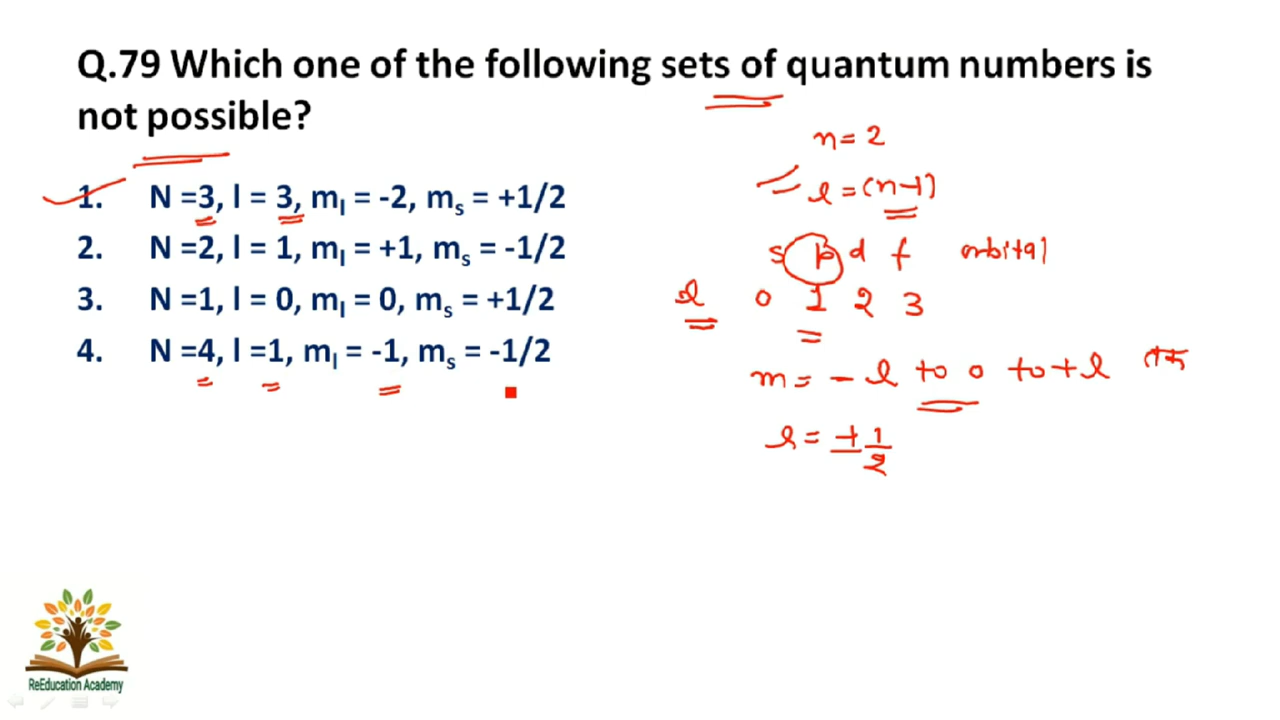 Q.79 Which one of the following sets of quantum numbers is
not possible?
1. N =3, l = 3, mₗ = -2, mₛ = +1/2
2. N =2, l = 1, mₗ = +1, mₛ = -1/2
3. N =1, l = 0, mₗ = 0, mₛ = +1/2
4. N =4, l =1, mₗ = -1, mₛ = -1/2
n = 2
l = (n-1)
s p d f orbital
l 0 1 2 3
m = - l to 0 to + l तक
l = ± 1/2
ReEducation Academy